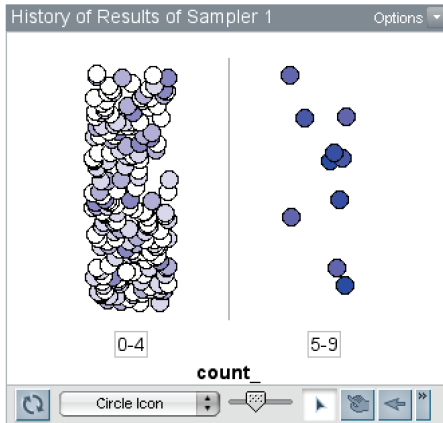 History of Results of Sampler 1 Options
0-4 5-9
count_
Circle Icon »